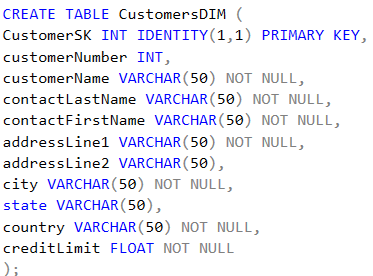 CREATE TABLE CustomersDIM (
CustomerSK INT IDENTITY(1,1) PRIMARY KEY,
customerNumber INT,
customerName VARCHAR(50) NOT NULL,
contactLastName VARCHAR(50) NOT NULL,
contactFirstName VARCHAR(50) NOT NULL,
addressLine1 VARCHAR(50) NOT NULL,
addressLine2 VARCHAR(50),
city VARCHAR(50) NOT NULL,
state VARCHAR(50),
country VARCHAR(50) NOT NULL,
creditLimit FLOAT NOT NULL
);